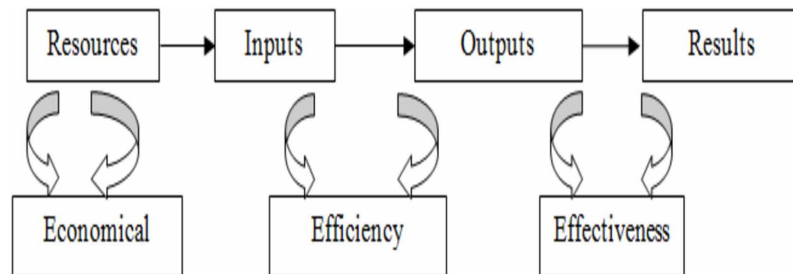 Resources
Inputs
Outputs
Results
Economical
Efficiency
Effectiveness